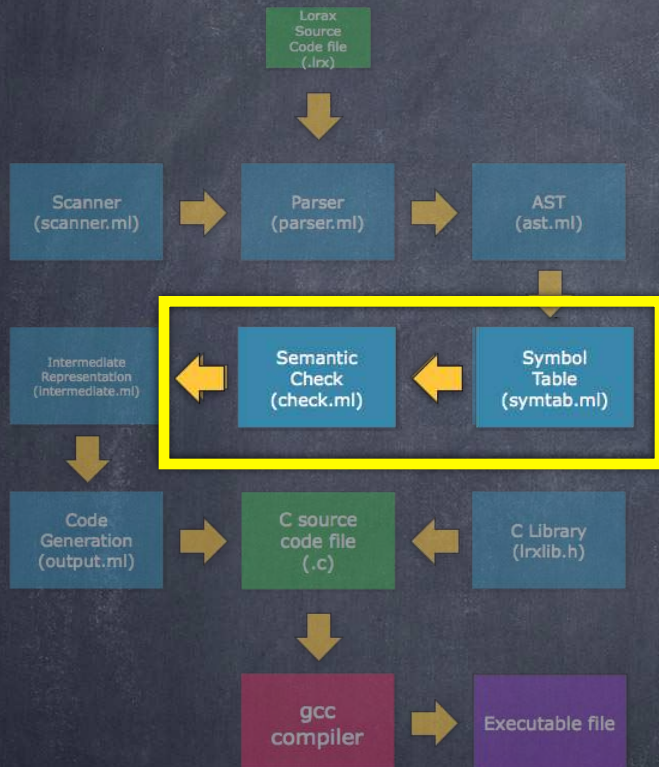 Lorax
Source
Code file
(.lrx)
Scanner
(scanner.ml)
Parser
(parser.ml)
AST
(ast.ml)
Intermediate
Representation
(intermediate.ml)
Semantic
Check
(check.ml)
Symbol
Table
(symtab.ml)
Code
Generation
(output.ml)
C source
code file
(.c)
C Library
(lrxlib.h)
gcc
compiler
Executable file